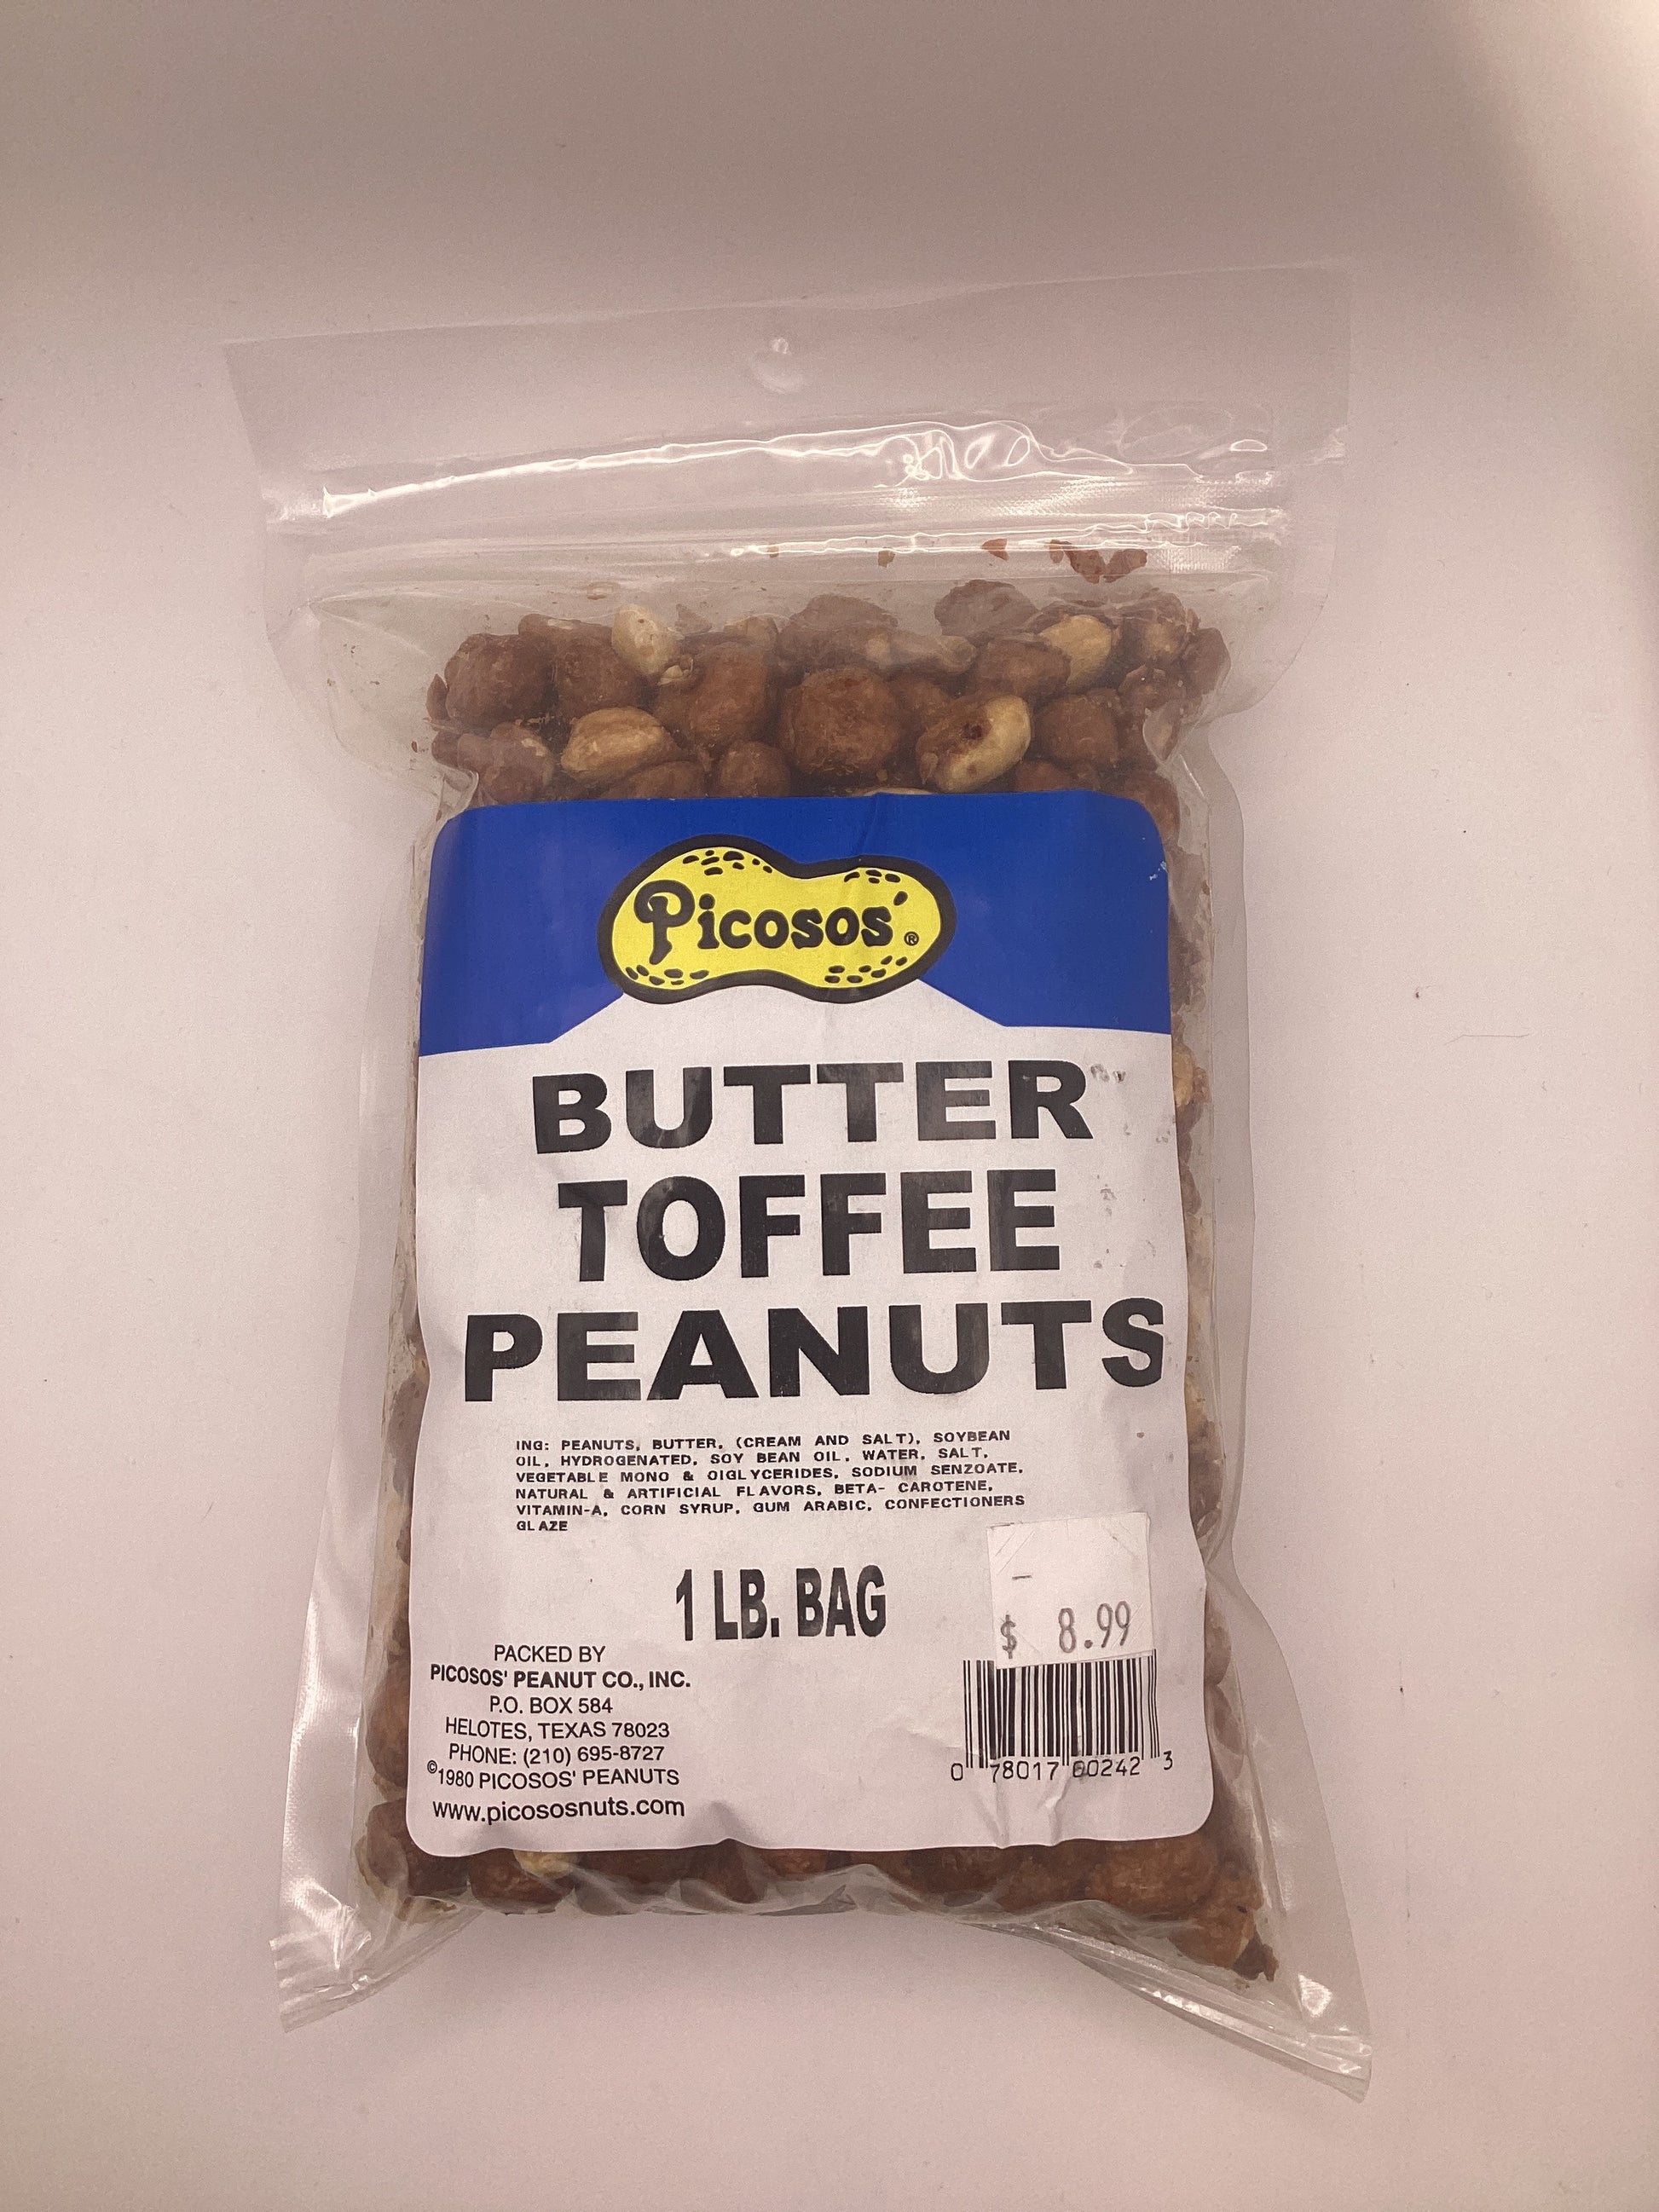 Picosos'®
BUTTER
TOFFEE
PEANUTS
ING: PEANUTS, BUTTER, (CREAM AND SALT), SOYBEAN
OIL, HYDROGENATED, SOY BEAN OIL, WATER, SALT,
VEGETABLE MONO & OIGLYCERIDES, SODIUM SENZOATE,
NATURAL & ARTIFICIAL FLAVORS, BETA- CAROTENE,
VITAMIN-A, CORN SYRUP, GUM ARABIC, CONFECTIONERS
GLAZE
1 LB. BAG
$ 8.99
PACKED BY
PICOSOS' PEANUT CO., INC.
P.O. BOX 584
HELOTES, TEXAS 78023
PHONE: (210) 695-8727
©1980 PICOSOS' PEANUTS
www.picososnuts.com
0 78017 00242 3